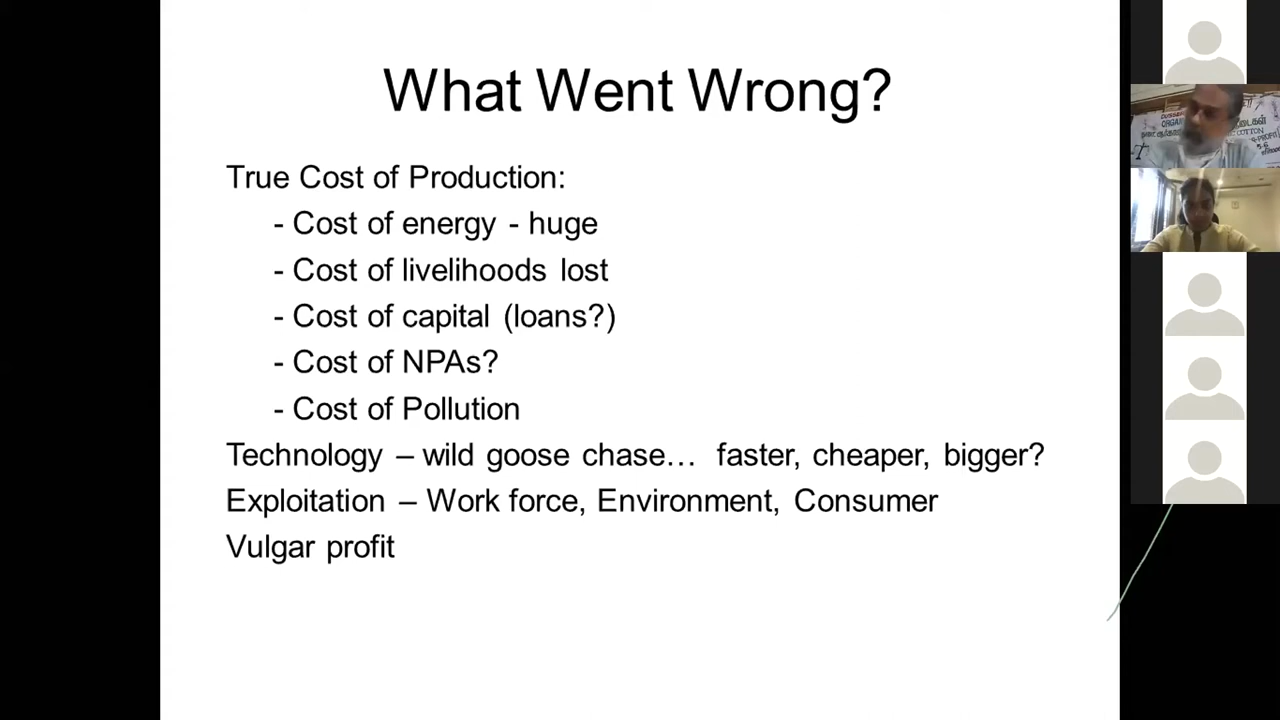 What Went Wrong?
True Cost of Production:
- Cost of energy - huge
- Cost of livelihoods lost
- Cost of capital (loans?)
- Cost of NPAs?
- Cost of Pollution
Technology – wild goose chase… faster, cheaper, bigger?
Exploitation – Work force, Environment, Consumer
Vulgar profit
COTTON